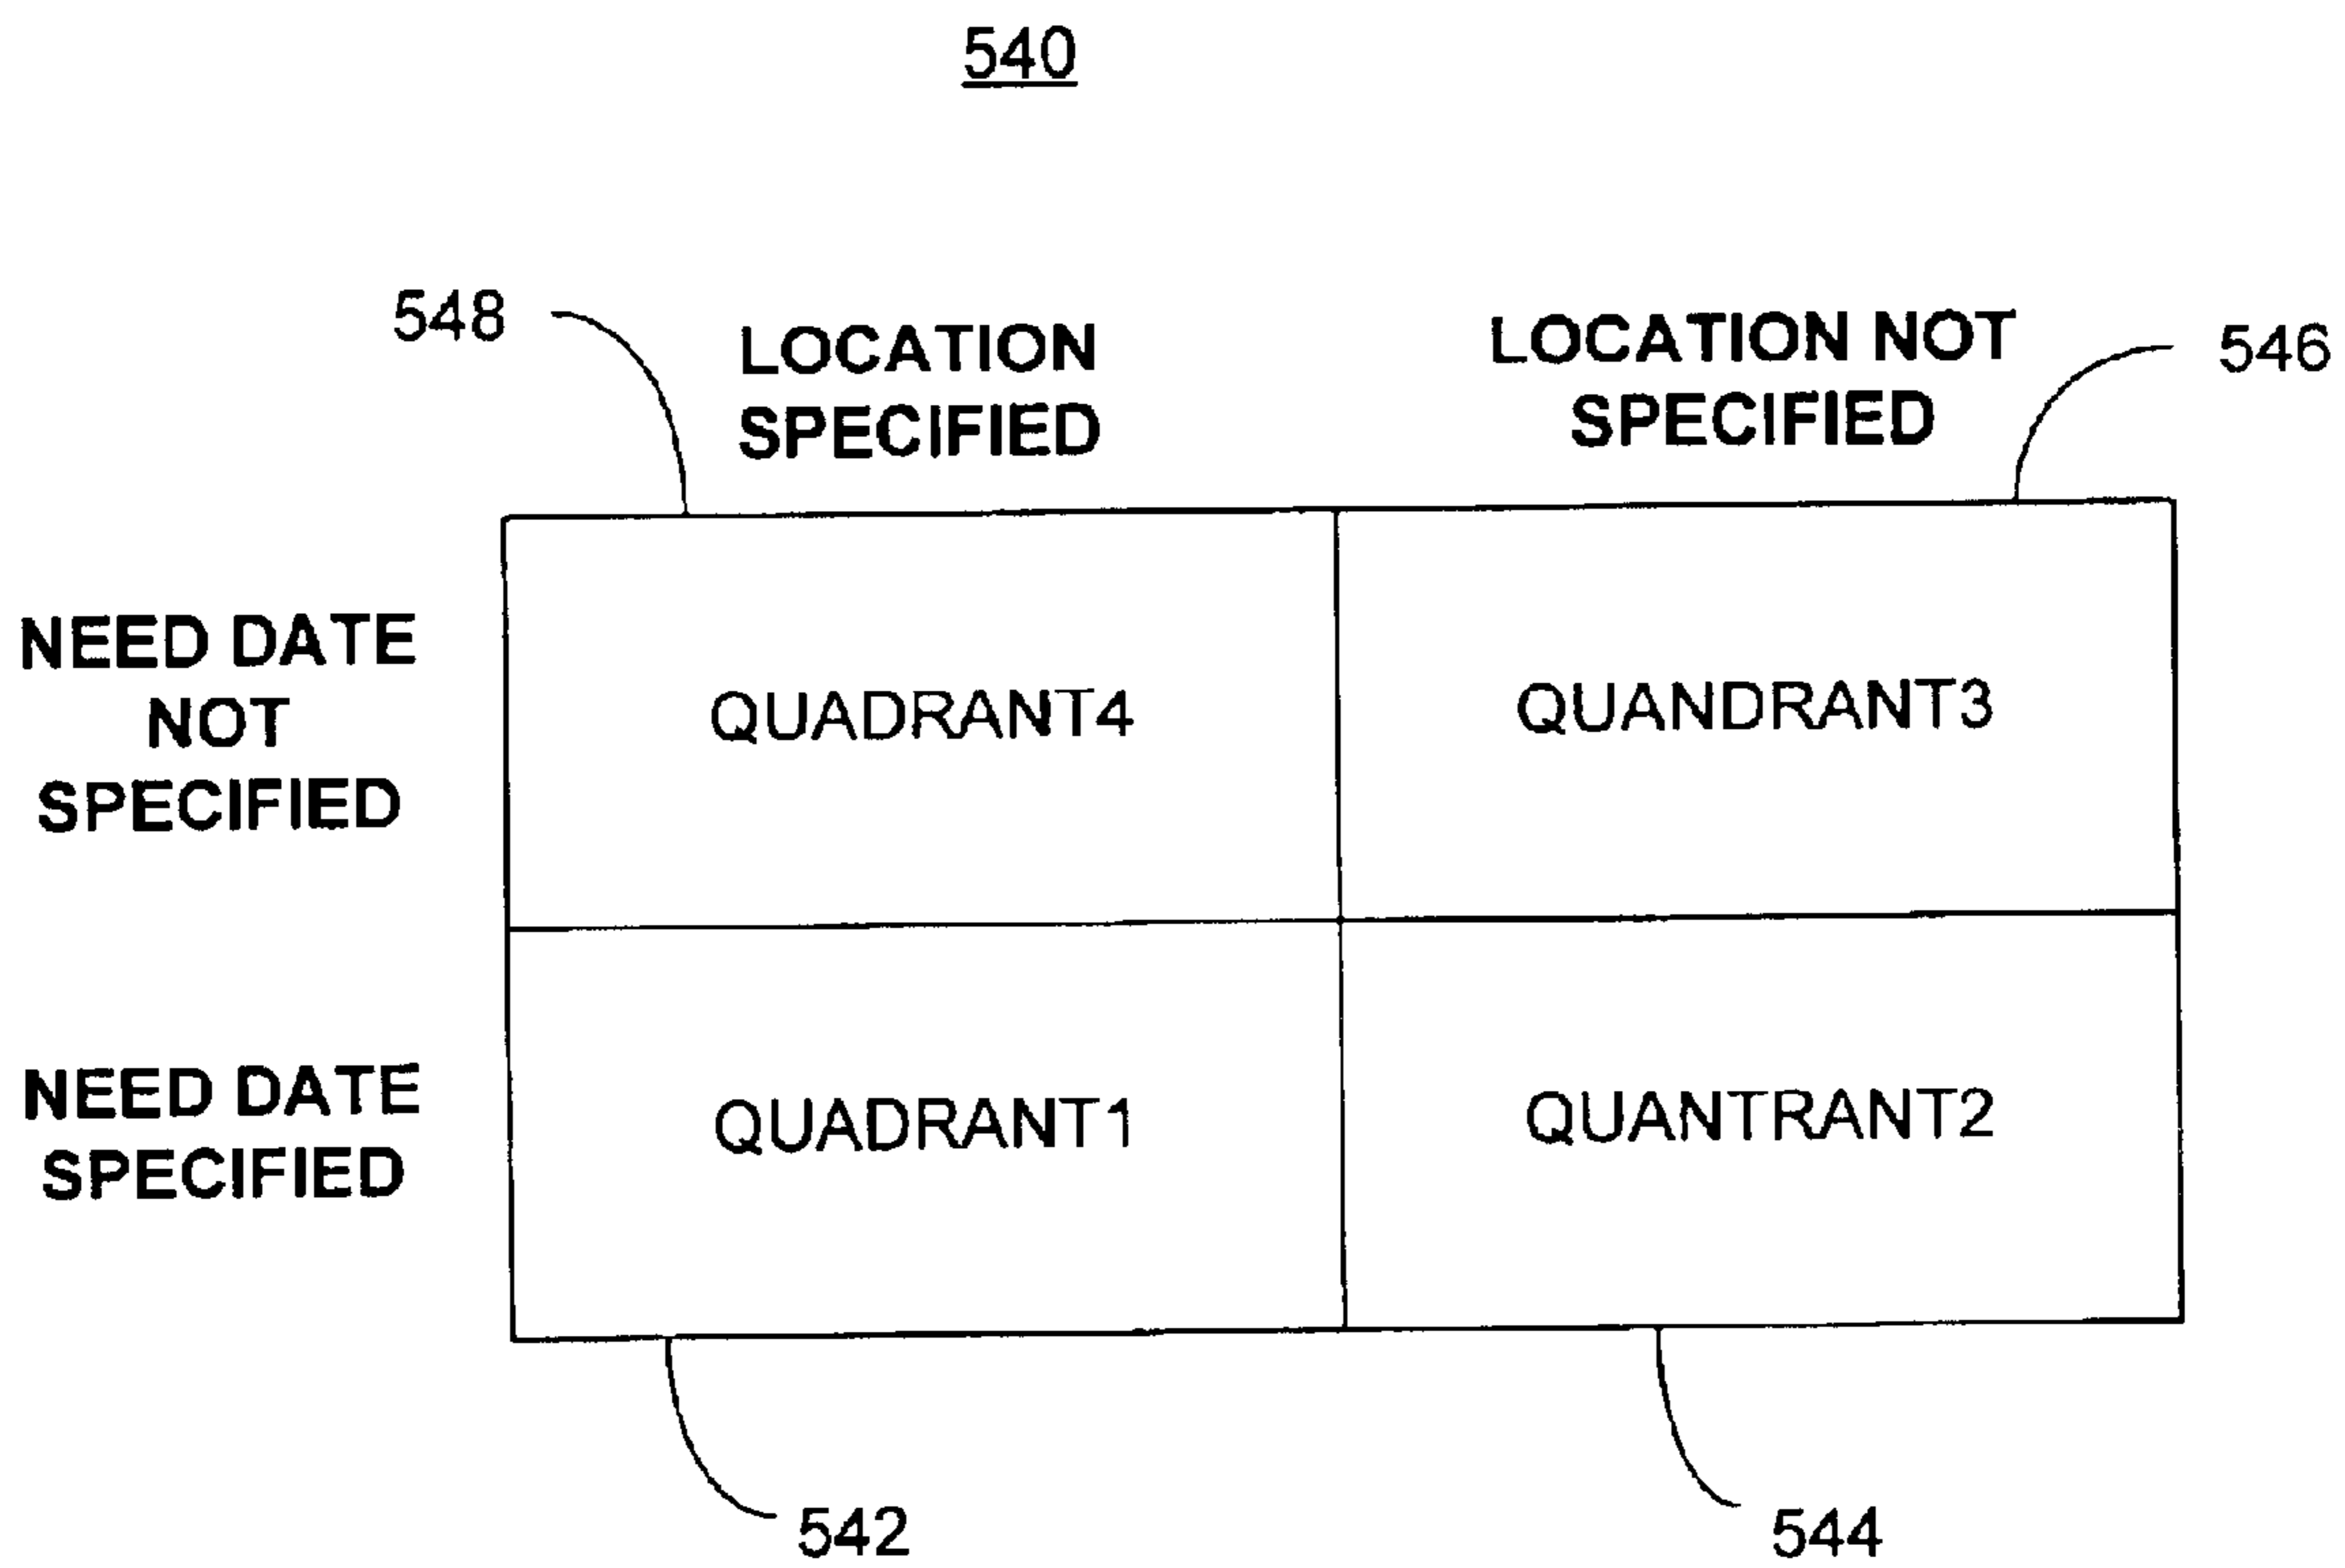 540
548
LOCATION
SPECIFIED
LOCATION NOT
SPECIFIED
546
NEED DATE
NOT
SPECIFIED
QUADRANT4
QUANDRANT3
NEED DATE
SPECIFIED
QUADRANT1
QUANTRANT2
542
544